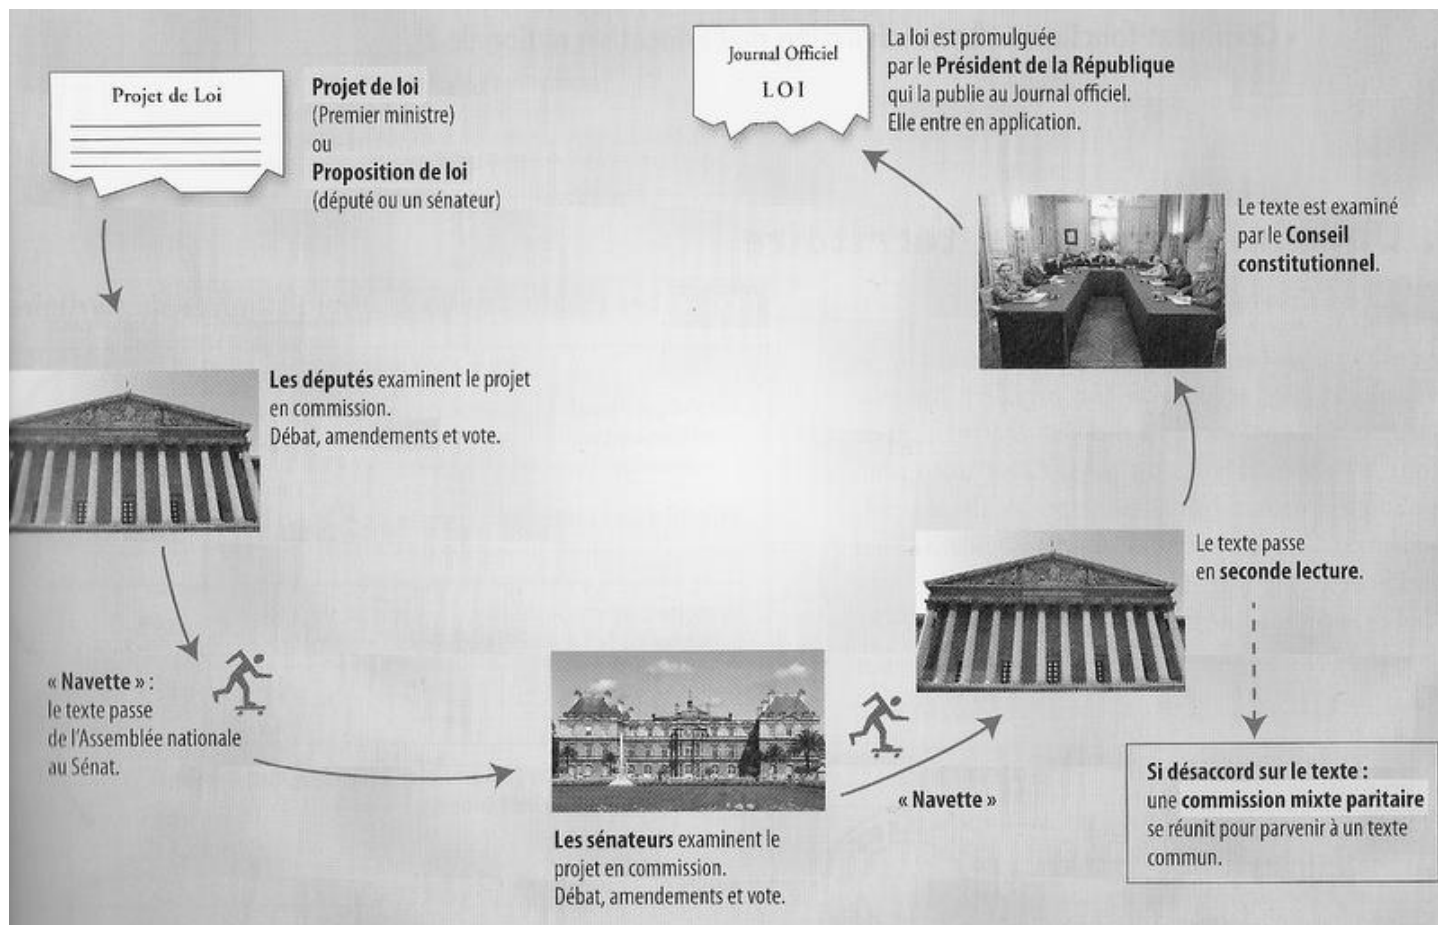 Projet de Loi
Projet de loi
(Premier ministre)
ou
Proposition de loi
(député ou un sénateur)
Journal Officiel
LOI
La loi est promulguée
par le Président de la République
qui la publie au Journal officiel.
Elle entre en application.
Le texte est examiné
par le Conseil
constitutionnel.
Les députés examinent le projet
en commission.
Débat, amendements et vote.
Le texte passe
en seconde lecture.
« Navette » :
le texte passe
de l'Assemblée nationale
au Sénat.
« Navette »
Les sénateurs examinent le
projet en commission.
Débat, amendements et vote.
Si désaccord sur le texte :
une commission mixte paritaire
se réunit pour parvenir à un texte
commun.